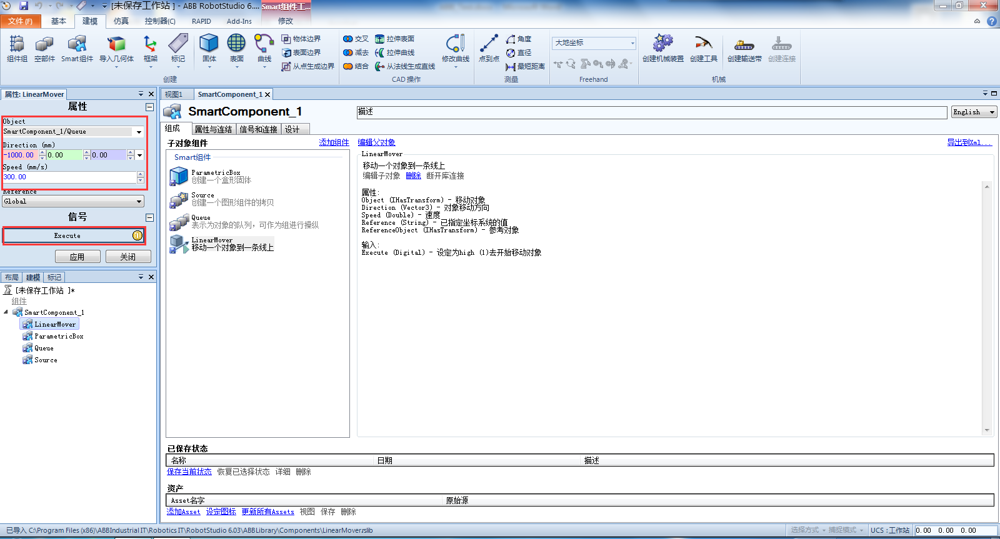 [未保存工作站 ] - ABB RobotStudio 6....
Smart组件工...
文件(F) 基本 建模 仿真 控制器(C) RAPID Add-Ins 修改
组件组 空部件 Smart组件 导入几何体 框架 标记
创建
固体 表面 曲线
物体边界
表面边界
从点生成边界
交叉 拉伸表面
减去 拉伸曲线
结合 从法线生成直线
修改曲线
CAD 操作
点到点
角度
直径
最短距离
测量
大地坐标
Freehand
创建机械装置 创建工具 创建输送带 创建连接
机械
属性: LinearMover
属性
Object
SmartComponent_1/Queue
Direction (mm)
-1000.00 0.00 0.00
Speed (mm/s)
300.00
Reference
Global
信号
Execute 1
应用 关闭
布局 建模 标记
[未保存工作站 ]*
组件
SmartComponent_1
LinearMover
ParametricBox
Queue
Source
视图1 SmartComponent_1
SmartComponent_1
描述
English
组成 属性与连结 信号和连接 设计
子对象组件 添加组件 编辑父对象 导出到Xml...
Smart组件
ParametricBox
创建一个盒形固体
Source
创建一个图形组件的拷贝
Queue
表示为对象的队列，可作为组进行操纵
LinearMover
移动一个对象到一条线上
LinearMover
移动一个对象到一条线上
编辑子对象 删除 断开库连接
属性:
Object (IHasTransform) - 移动对象
Direction (Vector3) - 对象移动方向
Speed (Double) - 速度
Reference (String) - 已指定坐标系统的值
ReferenceObject (IHasTransform) - 参考对象
输入:
Execute (Digital) - 设定为high (1)去开始移动对象
已保存状态
名称 日期 描述
保存当前状态 恢复已选择状态 详细 删除
资产
Asset名字 原始源
添加Asset 设定图标 更新所有Assets 视图 保存 删除
已导入 C:\Program Files (x86)\ABBIndustrial IT\Robotics IT\RobotStudio 6.03\ABBLibrary\Components\LinearMover.rslib
选择方式 捕捉模式 UCS : 工作站 0.00 0.00 0.00